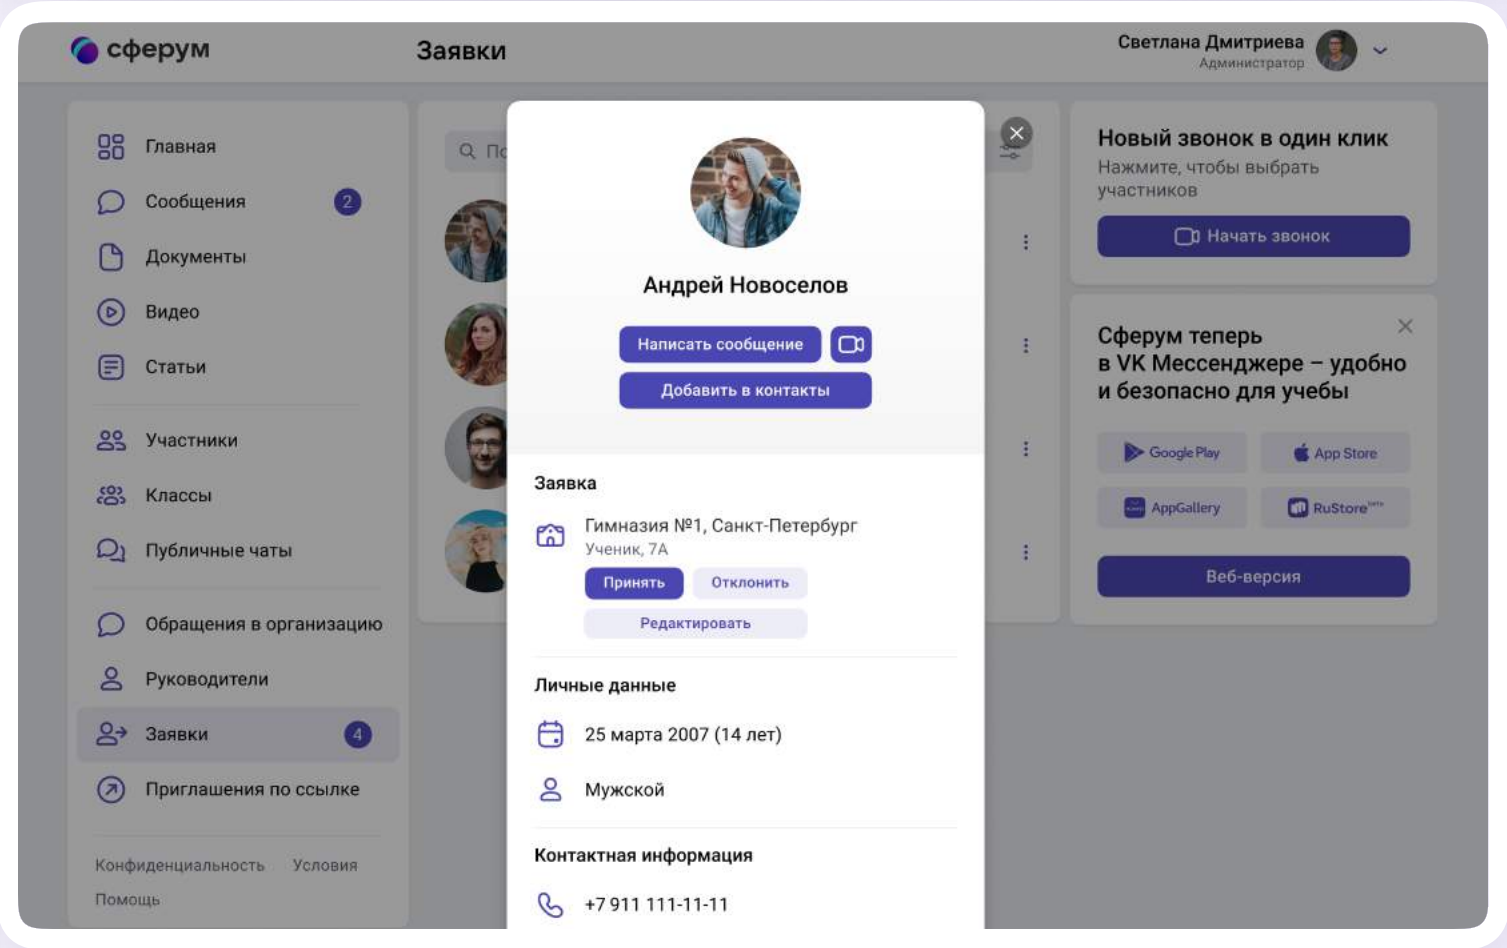 сферум
Заявки
Светлана Дмитриева
Администратор
Главная
Сообщения
2
Документы
Видео
Статьи
Участники
Классы
Публичные чаты
Обращения в организацию
Руководители
Заявки
4
Приглашения по ссылке
Конфиденциальность Условия
Помощь
Андрей Новоселов
Написать сообщение
Добавить в контакты
Заявка
Гимназия №1, Санкт-Петербург
Ученик, 7А
Принять Отклонить
Редактировать
Личные данные
25 марта 2007 (14 лет)
Мужской
Контактная информация
+7 911 111-11-11
Новый звонок в один клик
Нажмите, чтобы выбрать
участников
Начать звонок
Сферум теперь
в VK Мессенджере – удобно
и безопасно для учебы
Google Play App Store
AppGallery RuStore
Веб-версия